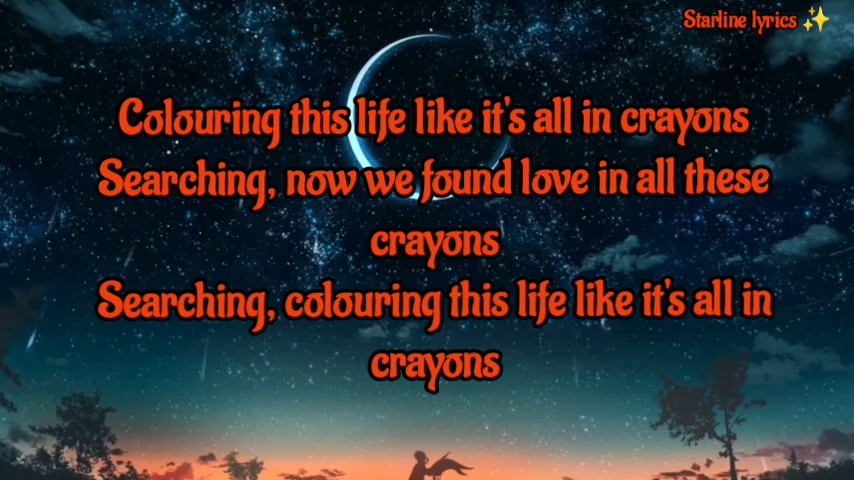 Starline lyrics ✨
Colouring this life like it's all in crayons
Searching, now we found love in all these
crayons
Searching, colouring this life like it's all in
crayons